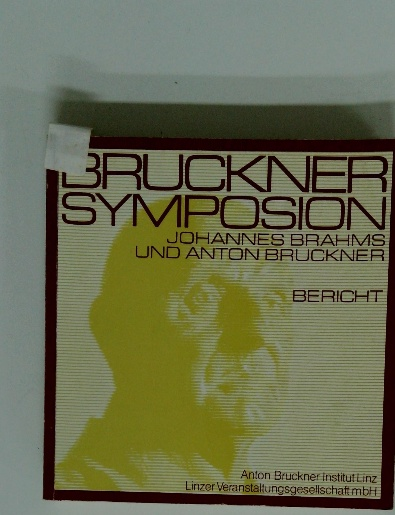 BRUCKNER
SYMPOSION
JOHANNES BRAHMS
UND ANTON BRUCKNER
BERICHT
Anton Bruckner Institut Linz
Linzer Veranstaltungsgesellschaft mbH